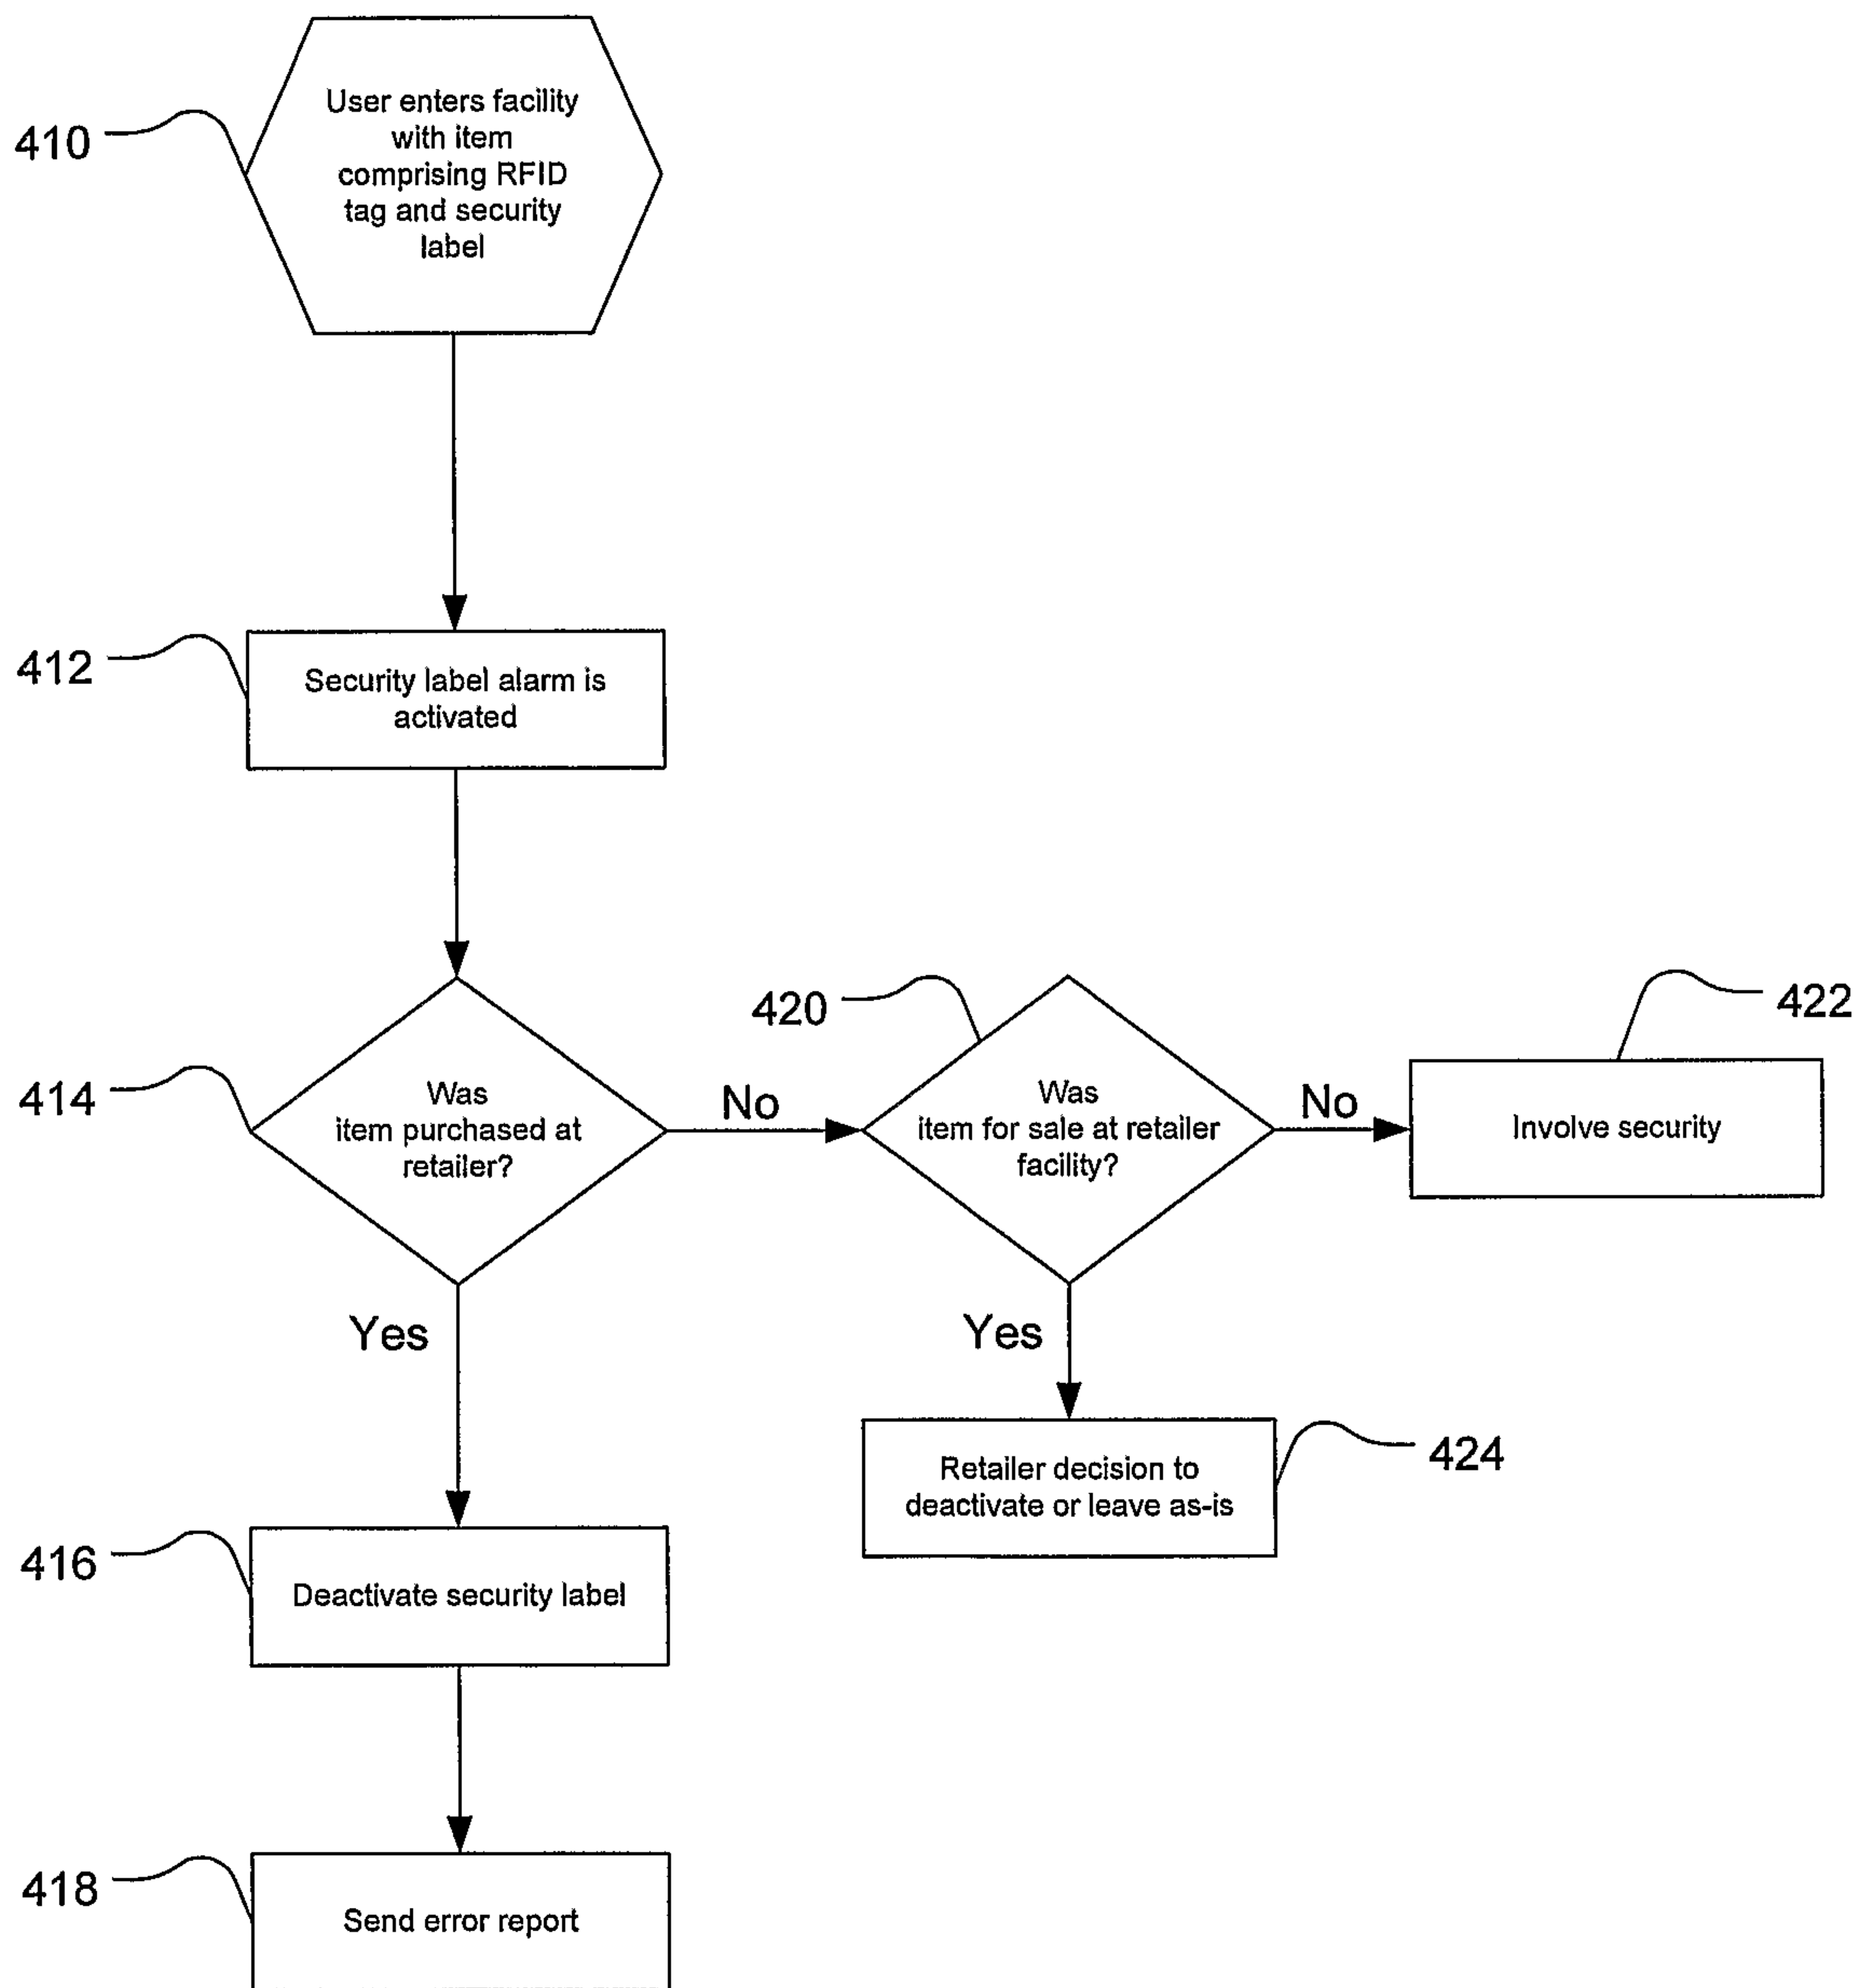 410
User enters facility
with item
comprising RFID
tag and security
label
412
Security label alarm is
activated
414
Was
item purchased at
retailer?
No
420
Was
item for sale at retailer
facility?
No
422
Involve security
Yes
Yes
Retailer decision to
deactivate or leave as-is
424
416
Deactivate security label
418
Send error report